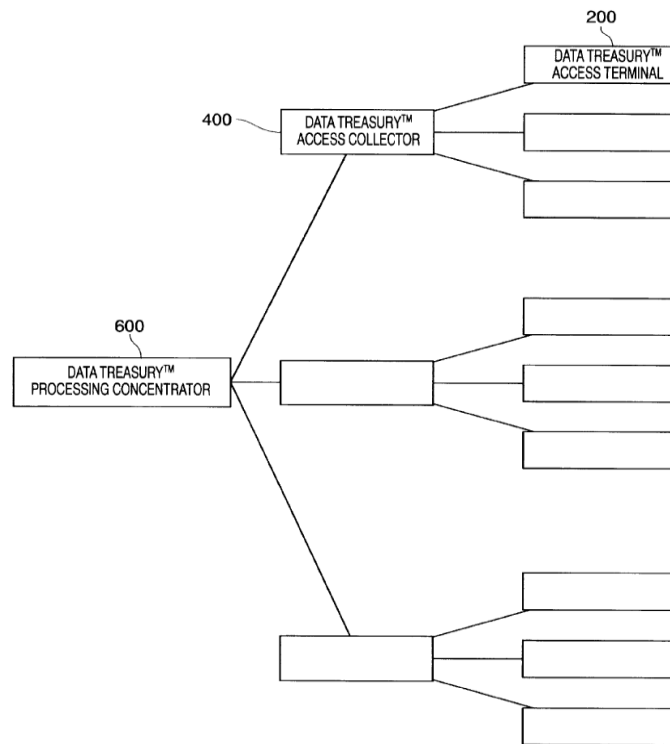 200
DATA TREASURY™
ACCESS TERMINAL
400
DATA TREASURY™
ACCESS COLLECTOR
600
DATA TREASURY™
PROCESSING CONCENTRATOR